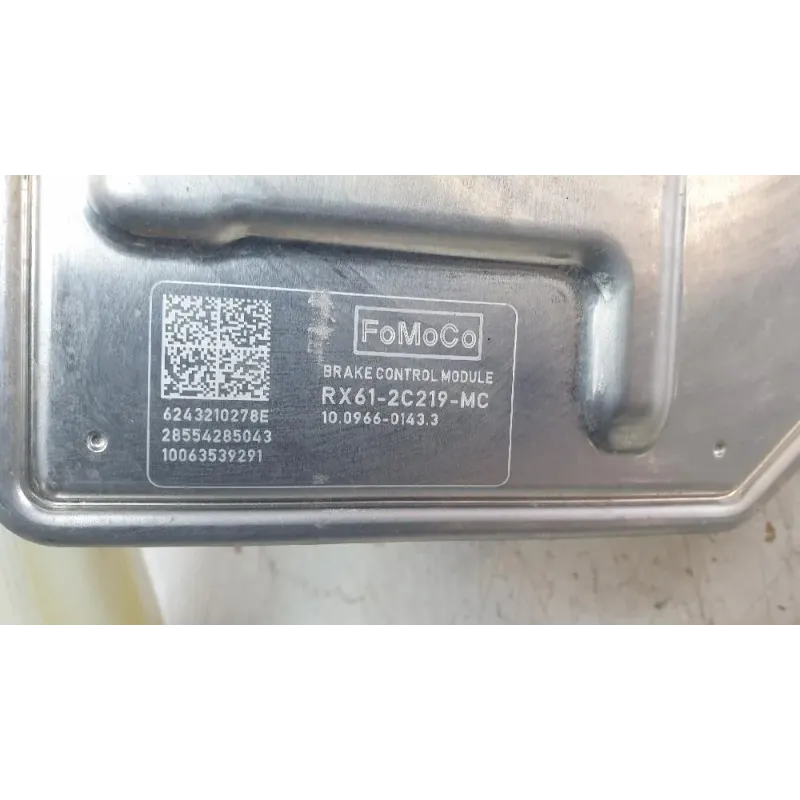 FoMoCo
BRAKE CONTROL MODULE
RX61-2C219-MC
10.0966-0143.3
6243210278E
28554285043
10063539291